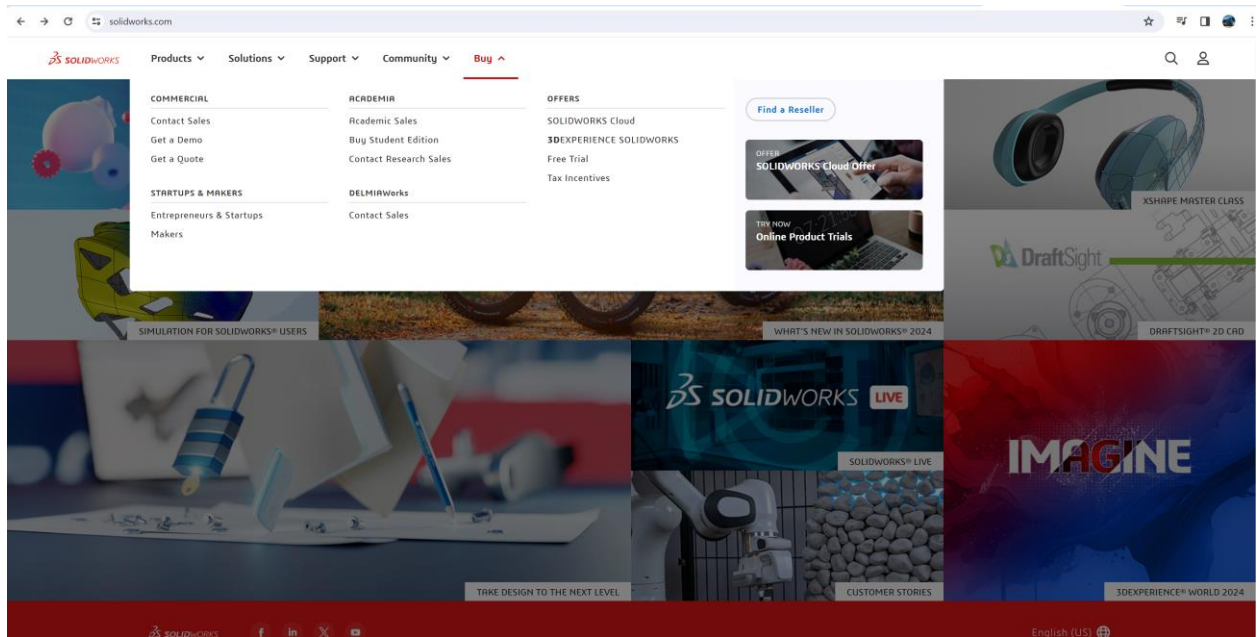 solidworks.com
SOLIDWORKS Products Solutions Support Community Buy
COMMERCIAL
Contact Sales
Get a Demo
Get a Quote
STARTUPS & MAKERS
Entrepreneurs & Startups
Makers
ACADEMIA
Academic Sales
Buy Student Edition
Contact Research Sales
DELMIAWorks
Contact Sales
OFFERS
SOLIDWORKS Cloud
3DEXPERIENCE SOLIDWORKS
Free Trial
Tax Incentives
Find a Reseller
OFFER
SOLIDWORKS Cloud Offer
TRY NOW
Online Product Trials
XSHAPE MASTER CLASS
SIMULATION FOR SOLIDWORKS® USERS
WHAT'S NEW IN SOLIDWORKS® 2024
DraftSight
DRAFTSIGHT® 2D CAD
TAKE DESIGN TO THE NEXT LEVEL
SOLIDWORKS LIVE
SOLIDWORKS® LIVE
CUSTOMER STORIES
IMAGINE
3DEXPERIENCE® WORLD 2024
SOLIDWORKS f in X
English (US)